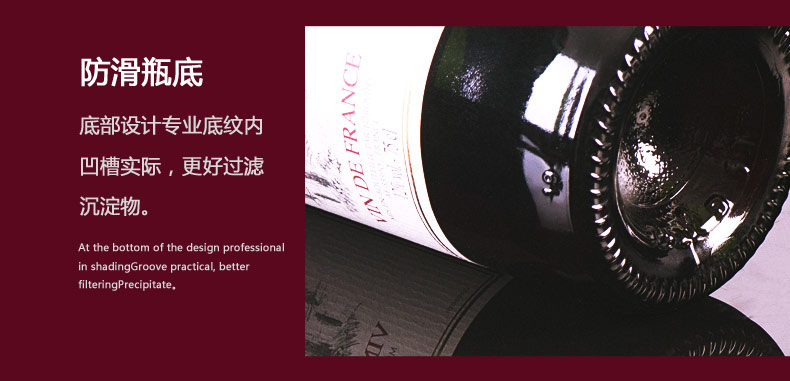 防滑瓶底
底部设计专业底纹内
凹槽实际，更好过滤
沉淀物。
At the bottom of the design professional
in shadingGroove practical, better
filteringPrecipitate。
VIN DE FRANCE